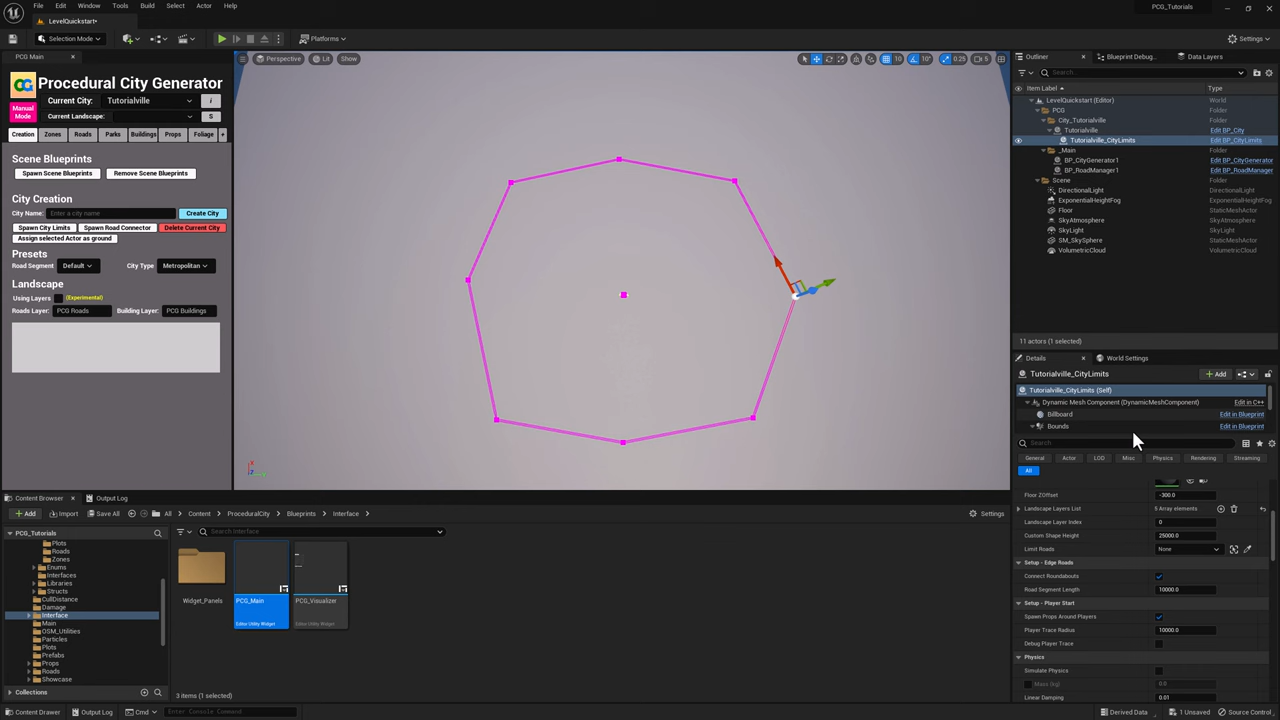 File Edit Window Tools Build Select Actor Help
PCG_Tutorials
LevelQuickstart•
Selection Mode
Platforms
Settings
PCG Main
Procedural City Generator
Manual Mode
Current City: Tutorialville i
Current Landscape: S
Creation Zones Roads Parks Buildings Props Foliage
Scene Blueprints
Spawn Scene Blueprints Remove Scene Blueprints
City Creation
City Name: Enter a city name Create City
Spawn City Limits Spawn Road Connector Delete Current City
Assign selected Actor as ground
Presets
Road Segment Default City Type Metropolitan
Landscape
Using Layers (Experimental)
Roads Layer: PCG Roads Building Layer: PCG Buildings
Perspective Lit Show
10 10° 0.25 5
Outliner Blueprint Debug... Data Layers
Search...
Item Label Type
LevelQuickstart (Editor) World
PCG Folder
City_Tutorialville Folder
Tutorialville Edit BP_City
Tutorialville_CityLimits Edit BP_CityLimits
_Main Folder
BP_CityGenerator1 Edit BP_CityGenerator
BP_RoadManager1 Edit BP_RoadManager
Scene Folder
DirectionalLight DirectionalLight
ExponentialHeightFog ExponentialHeightFog
Floor StaticMeshActor
SkyAtmosphere SkyAtmosphere
SkyLight SkyLight
SM_SkySphere StaticMeshActor
VolumetricCloud VolumetricCloud
11 actors (1 selected)
Details World Settings
Tutorialville_CityLimits Add
Tutorialville_CityLimits (Self)
Dynamic Mesh Component (DynamicMeshComponent) Edit in C++
Billboard Edit in Blueprint
Bounds Edit in Blueprint
Search
General Actor LOD Misc Physics Rendering Streaming
All
Floor ZOffset -300.0
Landscape Layers List 5 Array elements
Landscape Layer Index 0
Custom Shape Height 25000.0
Limit Roads None
Setup - Edge Roads
Connect Roundabouts
Road Segment Length 10000.0
Setup - Player Start
Spawn Props Around Players
Player Trace Radius 10000.0
Debug Player Trace
Physics
Simulate Physics
Mass (kg) 0.0
Linear Damping 0.01
Content Browser Output Log
Add Import Save All All Content ProceduralCity Blueprints Interface Settings
PCG_Tutorials
Search Interface
Plots
Roads
Zones
Enums
Interfaces
Libraries
Structs
CullDistance
Damage
Interface
Main
OSM_Utilities
Particles
Plots
Prefabs
Props
Roads
Showcase
Collections
Widget_Panels
PCG_Main
Editor Utility Widget
PCG_Visualizer
Editor Utility Widget
3 items (1 selected)
Content Drawer Output Log Cmd Enter Console Command
Derived Data 1 Unsaved Source Control